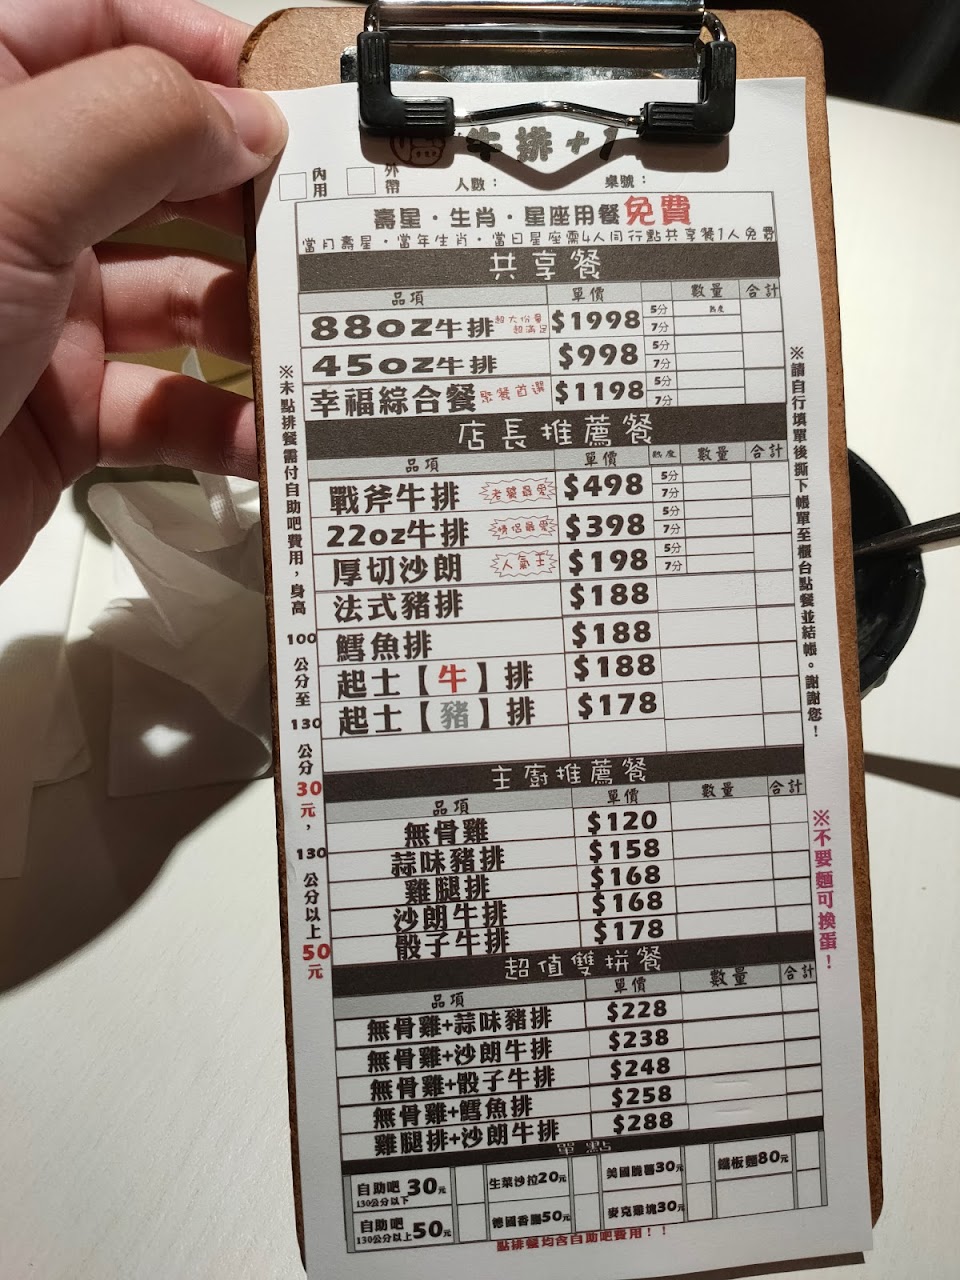 牛排+1
內用
外帶
人數：
桌號：
壽星・生肖・星座用餐免費
當月壽星・當年生肖・當日星座需4人同行點共享餐1人免費
共享餐
品項 單價 數量 合計
熟度
88oz牛排 超大份量 超滿足 $1998 5分 7分
45oz牛排 $998 5分 7分
幸福綜合餐 聚餐首選 $1198 5分 7分
店長推薦餐
品項 單價 熟度 數量 合計
戰斧牛排 老饕最愛 $498 5分 7分
22oz牛排 情侶最愛 $398 5分 7分
厚切沙朗 人氣王 $198 5分 7分
法式豬排 $188
鱈魚排 $188
起士【牛】排 $188
起士【豬】排 $178
主廚推薦餐
品項 單價 數量 合計
無骨雞 $120
蒜味豬排 $158
雞腿排 $168
沙朗牛排 $168
骰子牛排 $178
超值雙拼餐
品項 單價 數量 合計
無骨雞+蒜味豬排 $228
無骨雞+沙朗牛排 $238
無骨雞+骰子牛排 $248
無骨雞+鱈魚排 $258
雞腿排+沙朗牛排 $288
單點
自助吧 130公分以下 30元 生菜沙拉20元 美國脆薯30元 鐵板麵80元
自助吧 130公分以上 50元 德國香腸50元 麥克雞塊30元
點排餐均含自助吧費用！！
※未點排餐需付自助吧費用，身高100公分至130公分30元，130公分以上50元
※請自行填單後撕下帳單至櫃台點餐並結帳。謝謝您！
※不要麵可換蛋！